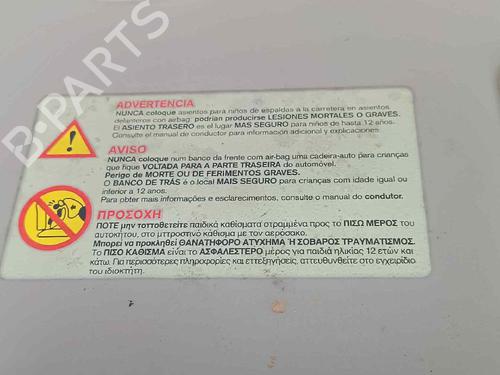 B-PARTS
ADVERTENCIA
NUNCA coloque asientos para niños de espaldas a la carretera en asientos
delanteros con airbag: podrian producirse LESIONES MORTALES O GRAVES.
El ASIENTO TRASERO es el lugar MAS SEGURO para niños de hasta 12 años.
Consulte el manual de conductor para información adicional y explicaciones.
AVISO
NUNCA coloque num banco da frente com air-bag uma cadeira-auto para crianças
que fique VOLTADA PARA A PARTE TRASEIRA do automóvel.
Perigo de MORTE OU DE FERIMENTOS GRAVES.
O BANCO DE TRÁS é o local MAIS SEGURO para crianças com idade igual ou
inferior a 12 anos.
Para obter mais informações e esclarecimentos, consulte o manual do condutor.
ΠΡΟΣΟΧΗ
ΠΟΤΕ μην τοποθετείτε παιδικά καθίσματα στραμμένα προς το ΠΙΣΩ ΜΕΡΟΣ του
αυτοκινήτου, στο μπροστινό κάθισμα με τον αερόσακο.
Μπορεί να προκληθεί ΘΑΝΑΤΗΦΟΡΟ ΑΤΥΧΗΜΑ Ή ΣΟΒΑΡΟΣ ΤΡΑΥΜΑΤΙΣΜΟΣ.
Το ΠΙΣΩ ΚΑΘΙΣΜΑ είναι το ΑΣΦΑΛΕΣΤΕΡΟ μέρος για παιδιά ηλικίας 12 ετών και
κάτω. Για περισσότερες πληροφορίες και επεξηγήσεις, απευθυνθείτε στο εγχειρίδιο
του ιδιοκτήτη.